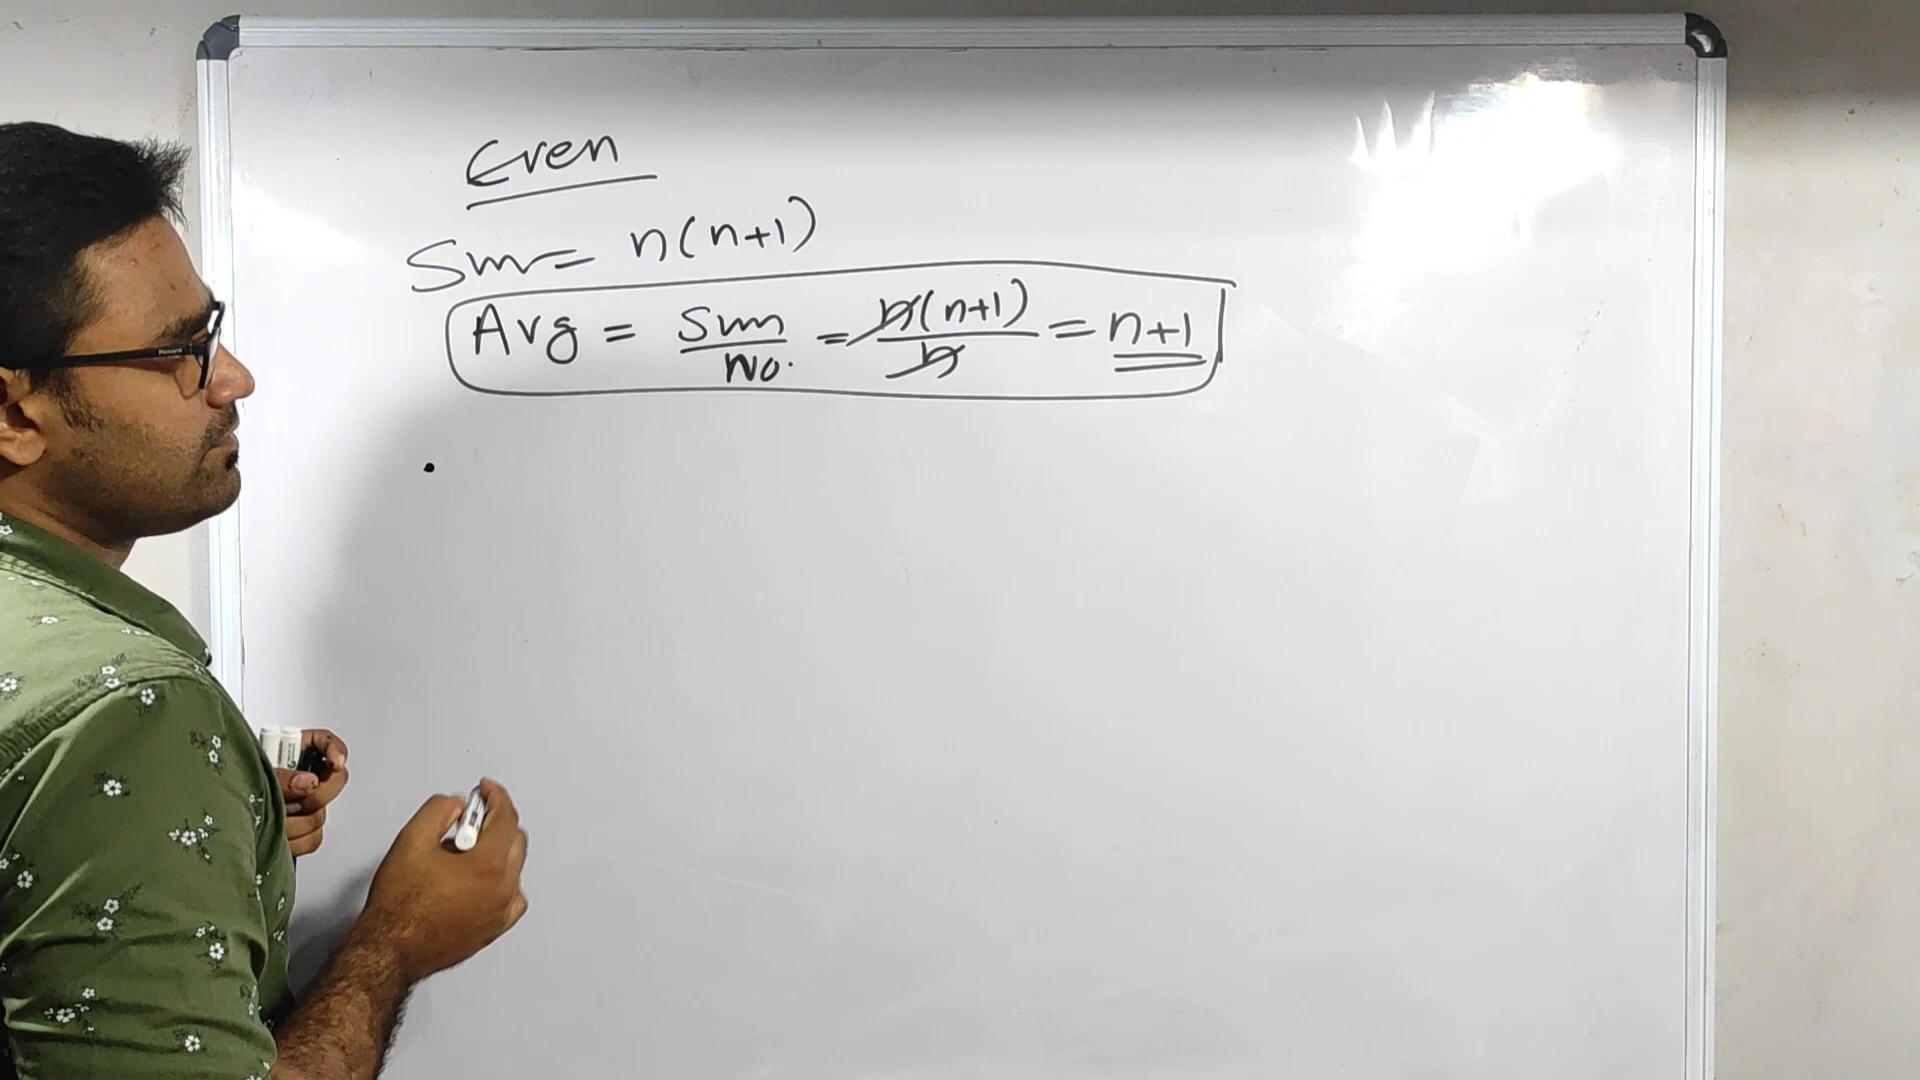 Even
Sum = n(n+1)
Avg = Sum/No. = n(n+1)/n = n+1